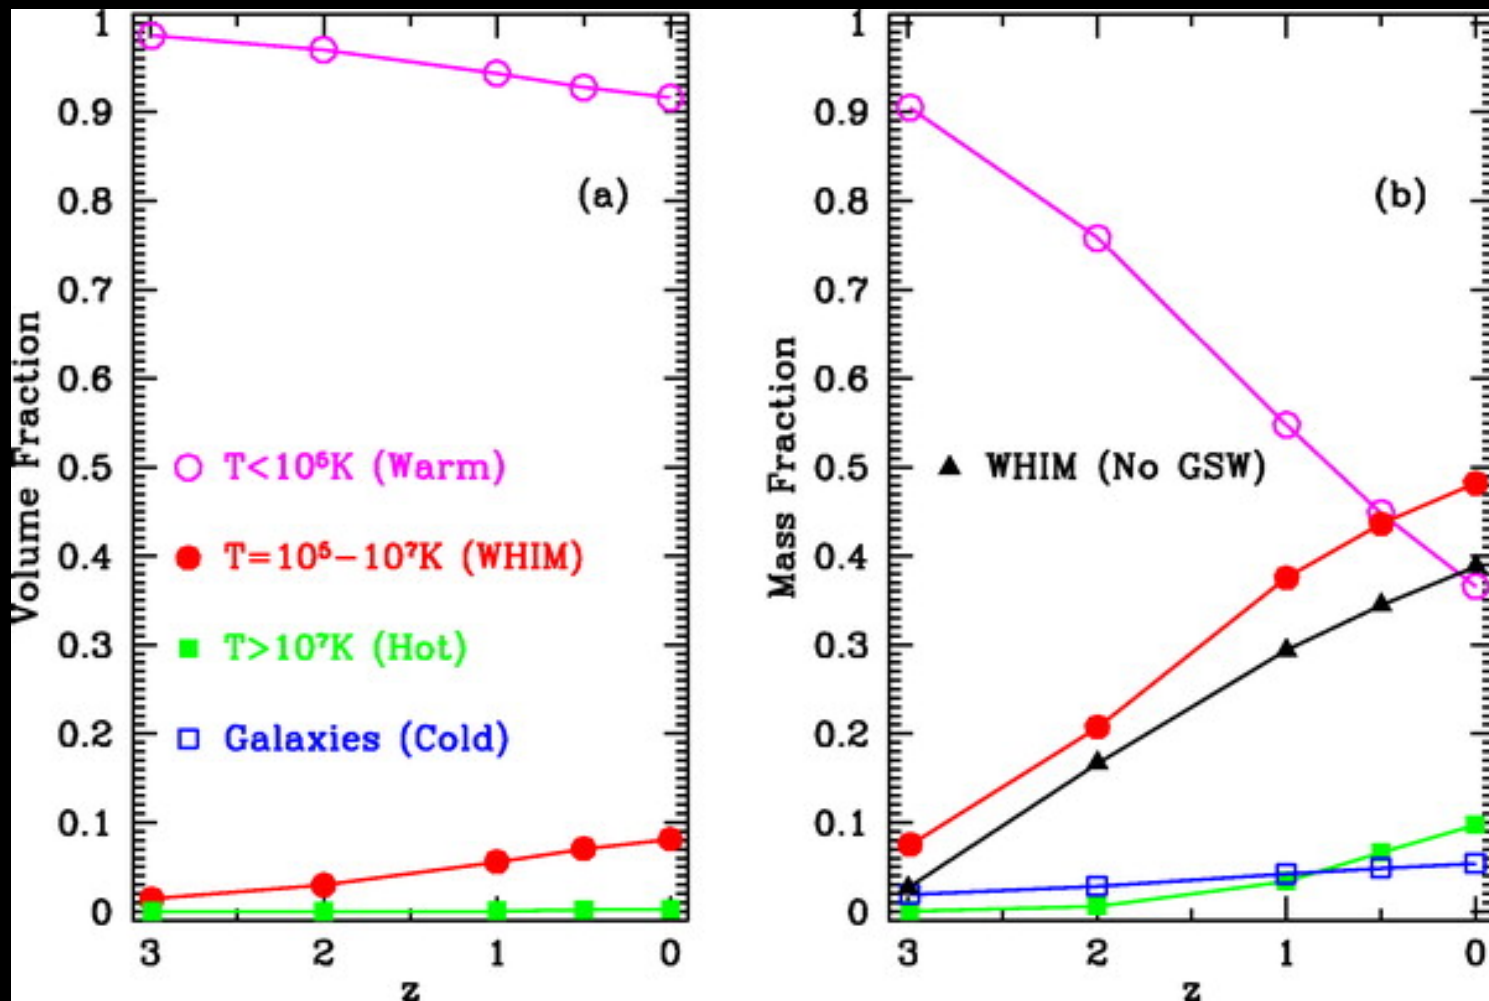 1
0.9
0.8
0.7
0.6
0.5
0.4
0.3
0.2
0.1
0
Volume Fraction
(a)
T<10⁵K (Warm)
T=10⁵-10⁷K (WHIM)
T>10⁷K (Hot)
Galaxies (Cold)
3 2 1 0
z
1
0.9
0.8
0.7
0.6
0.5
0.4
0.3
0.2
0.1
0
Mass Fraction
(b)
WHIM (No GSW)
3 2 1 0
z